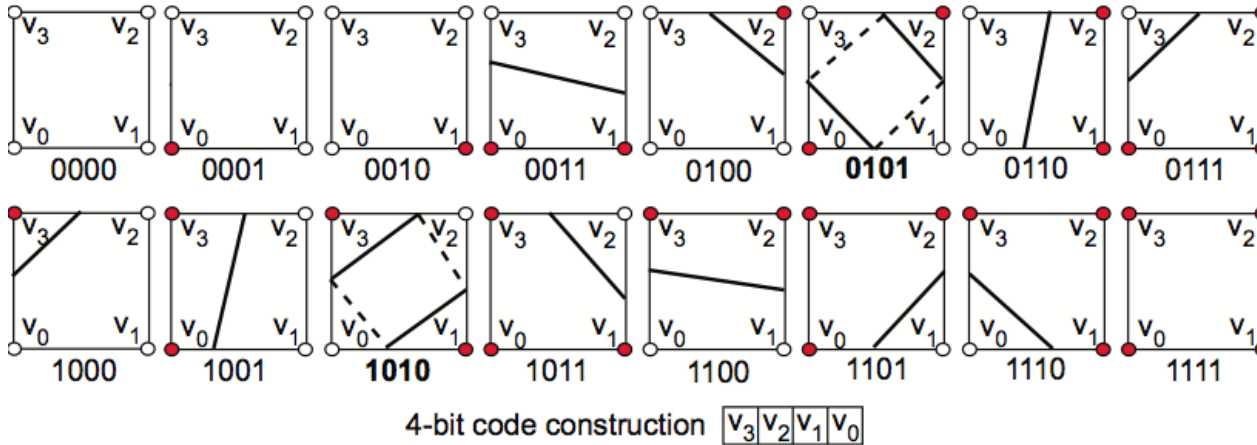 v3 v2 v3 v2 v3 v2 v3 v2 v3 v2 v3 v2 v3 v2 v3 v2
v0 v1 v0 v1 v0 v1 v0 v1 v0 v1 v0 v1 v0 v1 v0 v1
0000 0001 0010 0011 0100 0101 0110 0111
v3 v2 v3 v2 v3 v2 v3 v2 v3 v2 v3 v2 v3 v2 v3 v2
v0 v1 v0 v1 v0 v1 v0 v1 v0 v1 v0 v1 v0 v1 v0 v1
1000 1001 1010 1011 1100 1101 1110 1111
4-bit code construction v3 v2 v1 v0